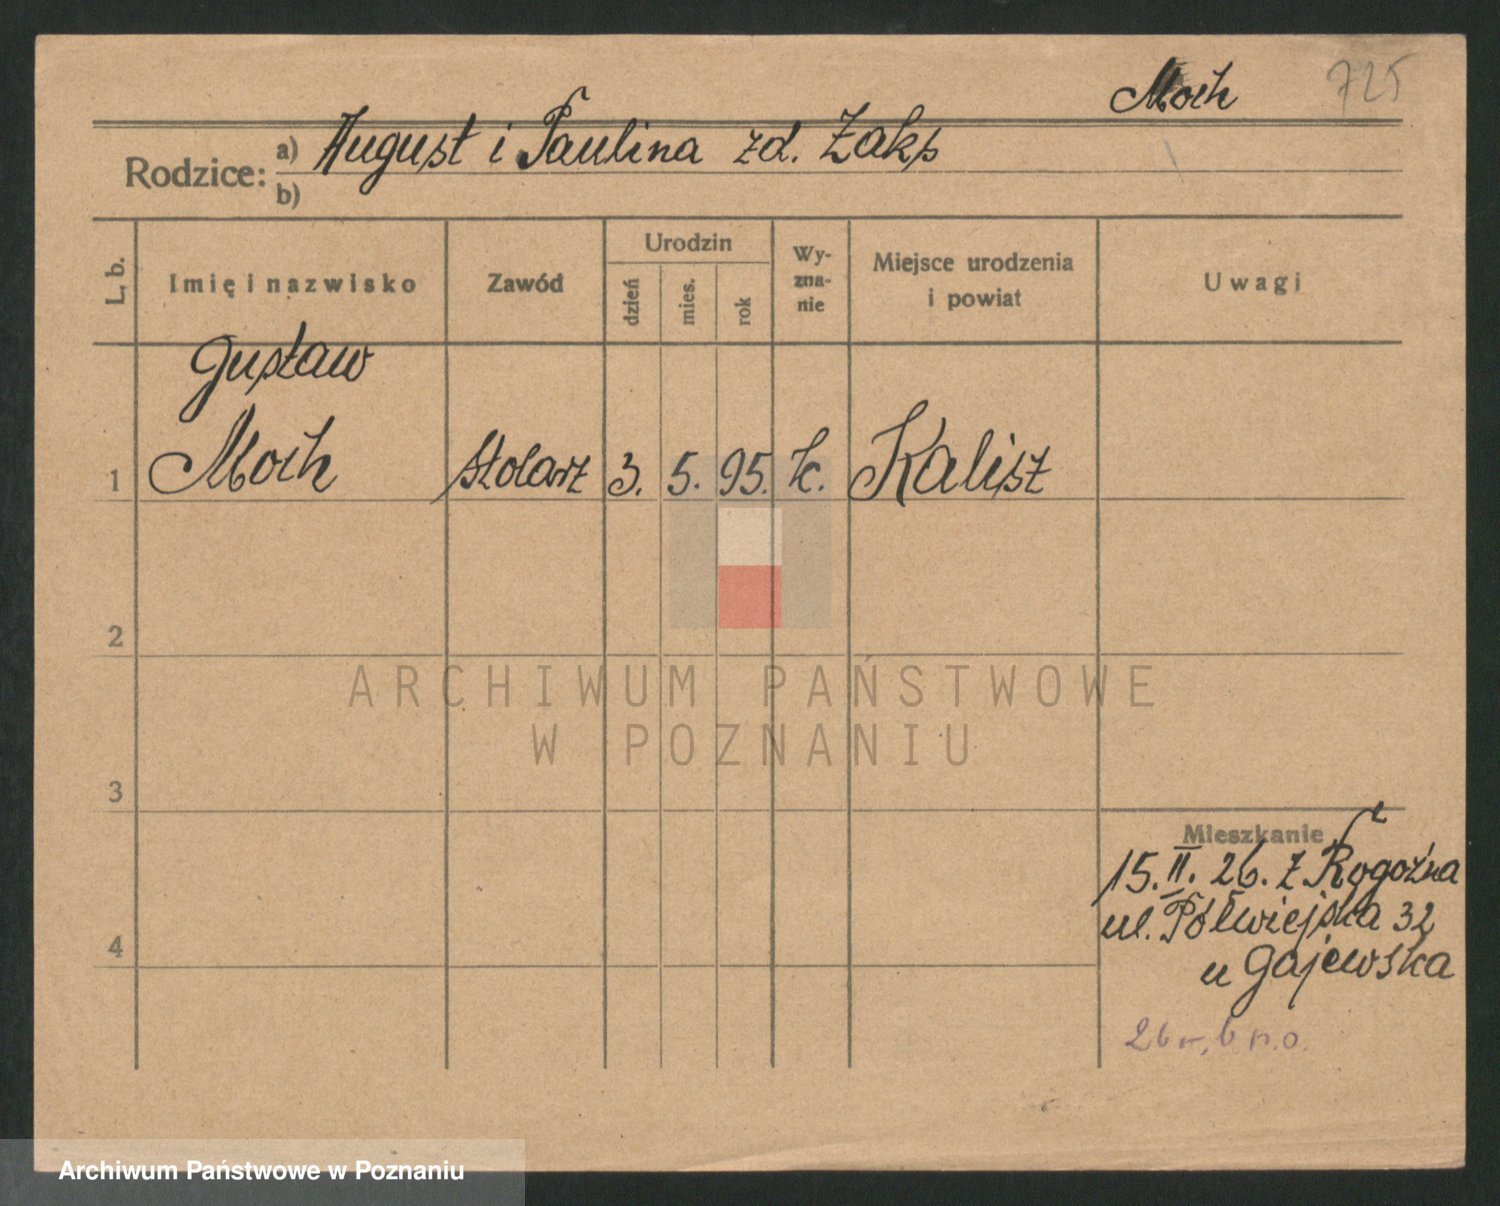 Moch 725
Rodzice: a) August i Paulina zd. Zaks
b)
L. b. Imię i nazwisko Zawód Urodzin dzień mies. rok Wy-zna-nie Miejsce urodzenia i powiat Uwagi
Gustaw
1 Moch stolarz 3. 5. 95. k. Kalisz
2
3
Mieszkanie
15. II. 26. z Rogoźna
ul. Półwiejska 32
4
u Gajewska
ARCHIWUM PAŃSTWOWE
W POZNANIU
Archiwum Państwowe w Poznaniu